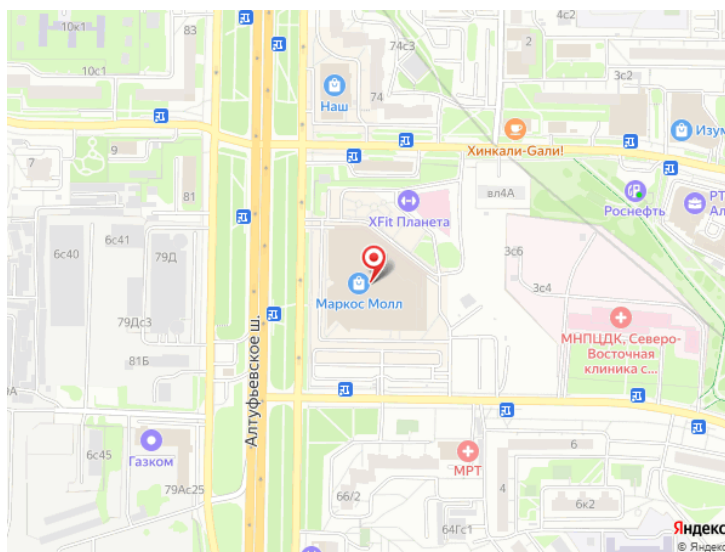 10к1
83
74с3
4с2
2
10с1
Наш
74
3с2
Хинкали-Gали!
Изум
7
9
81
XFit Планета
вл4А
Роснефть
РТ
Ал
6с40
6с41
79Д
3с6
3с4
Маркос Молл
79Дс3
81Б
Алтуфьевское ш.
МНПЦДК, Северо-
Восточная
клиника с...
6с45
Газком
79Ас25
66/2
МРТ
4
6
6к2
64Гс1
Яндекс
© Яндек